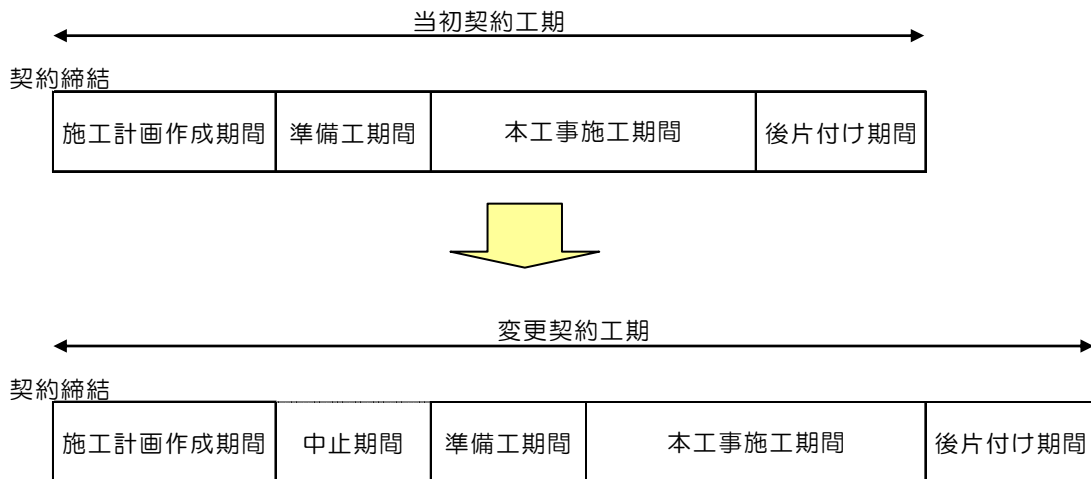 当初契約工期
契約締結
施工計画作成期間 準備工期間 本工事施工期間 後片付け期間
変更契約工期
契約締結
施工計画作成期間 中止期間 準備工期間 本工事施工期間 後片付け期間